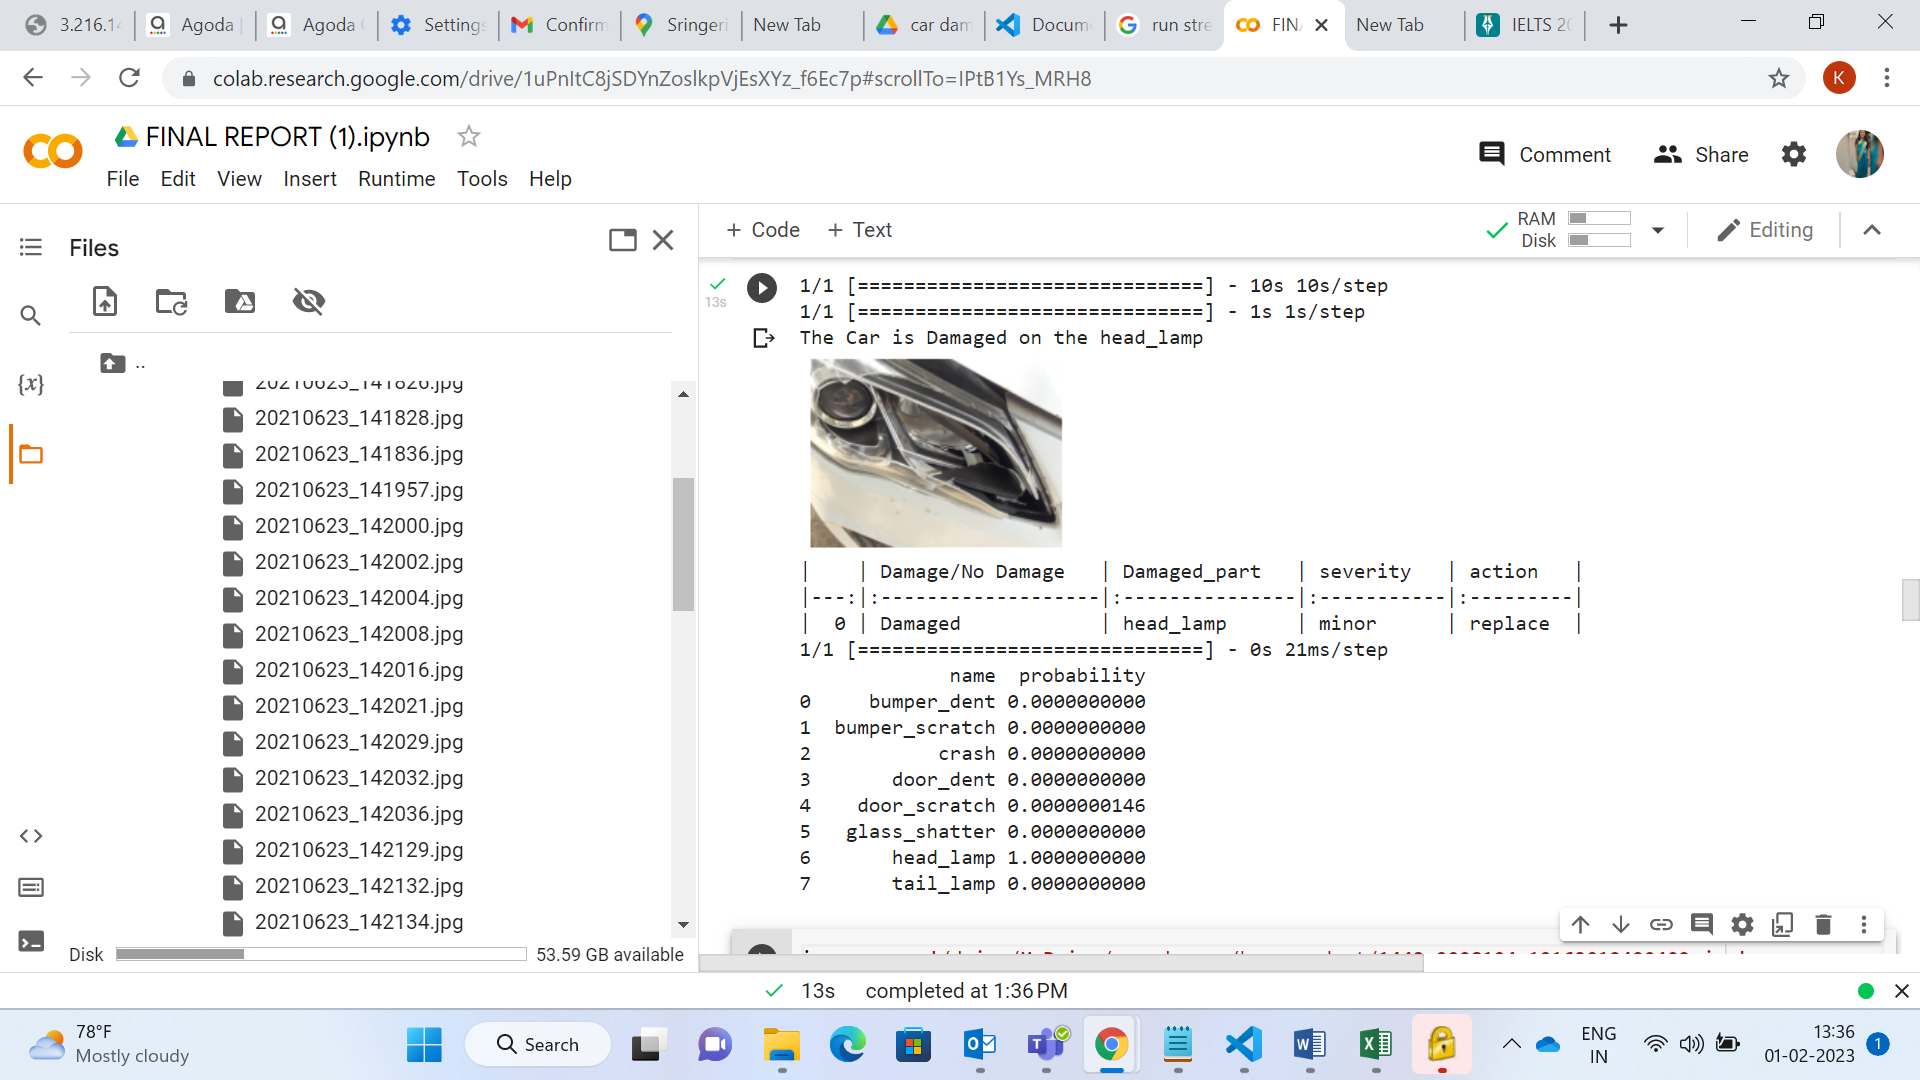 3.216.14
Agoda
Agoda
Settings
Confirm
Sringeri
New Tab
car dam
Docum
run stre
FIN
New Tab
IELTS 20
colab.research.google.com/drive/1uPnItC8jSDYnZoslkpVjEsXYz_f6Ec7p#scrollTo=IPtB1Ys_MRH8
K
FINAL REPORT (1).ipynb
File Edit View Insert Runtime Tools Help
Comment
Share
Files
..
20210623_141826.jpg
20210623_141828.jpg
20210623_141836.jpg
20210623_141957.jpg
20210623_142000.jpg
20210623_142002.jpg
20210623_142004.jpg
20210623_142008.jpg
20210623_142016.jpg
20210623_142021.jpg
20210623_142029.jpg
20210623_142032.jpg
20210623_142036.jpg
20210623_142129.jpg
20210623_142132.jpg
20210623_142134.jpg
Disk 53.59 GB available
+ Code + Text
RAM
Disk
Editing
13s
1/1 [==============================] - 10s 10s/step
1/1 [==============================] - 1s 1s/step
The Car is Damaged on the head_lamp
|    | Damage/No Damage   | Damaged_part   | severity   | action   |
|---:|:-------------------|:---------------|:-----------|:---------|
|  0 | Damaged            | head_lamp      | minor      | replace  |
1/1 [==============================] - 0s 21ms/step
name probability
0 bumper_dent 0.0000000000
1 bumper_scratch 0.0000000000
2 crash 0.0000000000
3 door_dent 0.0000000000
4 door_scratch 0.0000000146
5 glass_shatter 0.0000000000
6 head_lamp 1.0000000000
7 tail_lamp 0.0000000000
13s completed at 1:36 PM
78°F
Mostly cloudy
Search
ENG
IN
13:36
01-02-2023
1